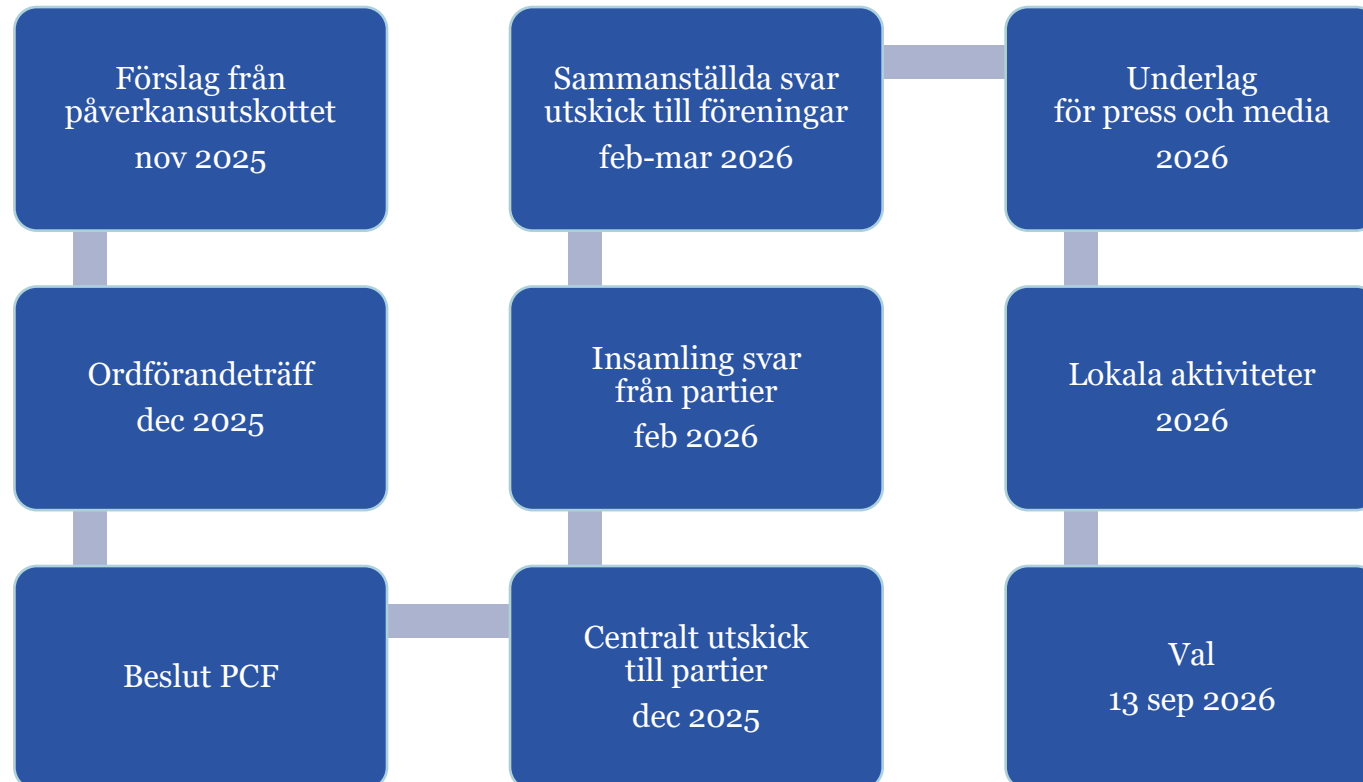 Förslag från
påverkansutskottet
nov 2025
Ordförandeträff
dec 2025
Beslut PCF
Centralt utskick
till partier
dec 2025
Insamling svar
från partier
feb 2026
Sammanställda svar
utskick till föreningar
feb-mar 2026
Underlag
för press och media
2026
Lokala aktiviteter
2026
Val
13 sep 2026